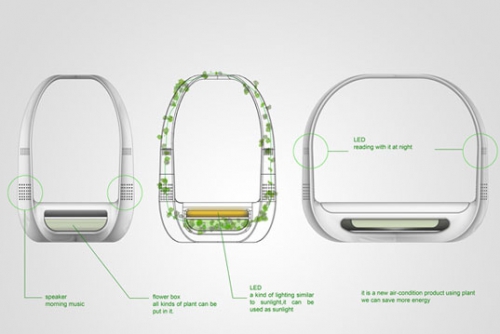 LED
reading with it at night
speaker
morning music
flower box
all kinds of plant can be
put in it.
LED
a kind of lighting similar
to sunlight,it can be
used as sunlight
it is a new air-condition product using plant
we can save more energy